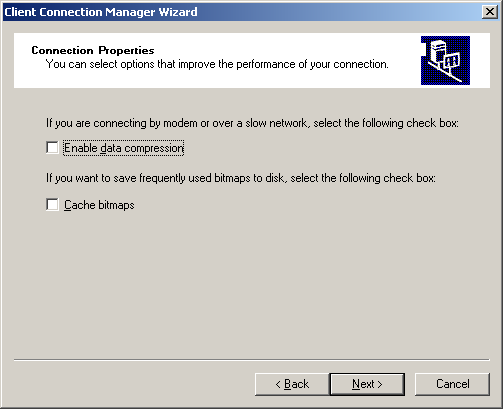 Client Connection Manager Wizard
Connection Properties
You can select options that improve the performance of your connection.
If you are connecting by modem or over a slow network, select the following check box:
Enable data compression
If you want to save frequently used bitmaps to disk, select the following check box:
Cache bitmaps
< Back Next > Cancel